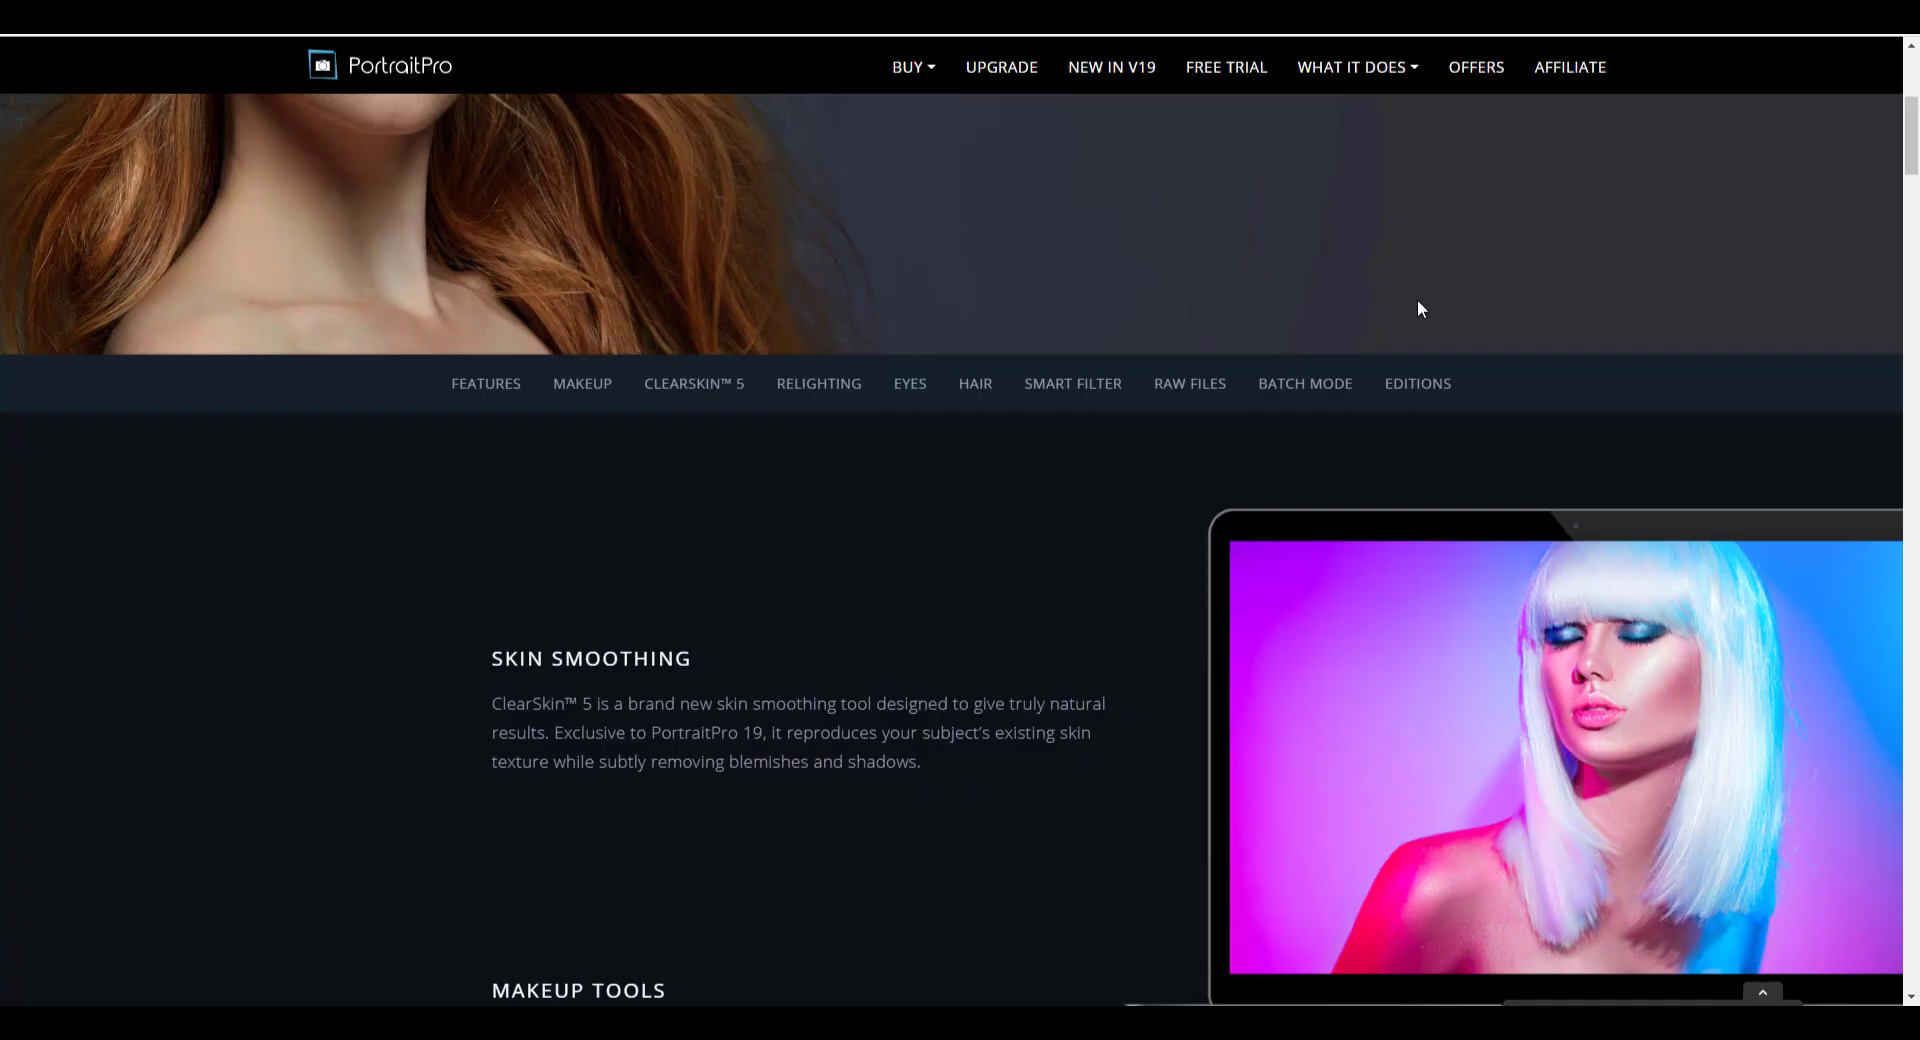 PortraitPro
BUY UPGRADE NEW IN V19 FREE TRIAL WHAT IT DOES OFFERS AFFILIATE
FEATURES MAKEUP CLEARSKIN™ 5 RELIGHTING EYES HAIR SMART FILTER RAW FILES BATCH MODE EDITIONS
SKIN SMOOTHING
ClearSkin™ 5 is a brand new skin smoothing tool designed to give truly natural
results. Exclusive to PortraitPro 19, it reproduces your subject's existing skin
texture while subtly removing blemishes and shadows.
MAKEUP TOOLS